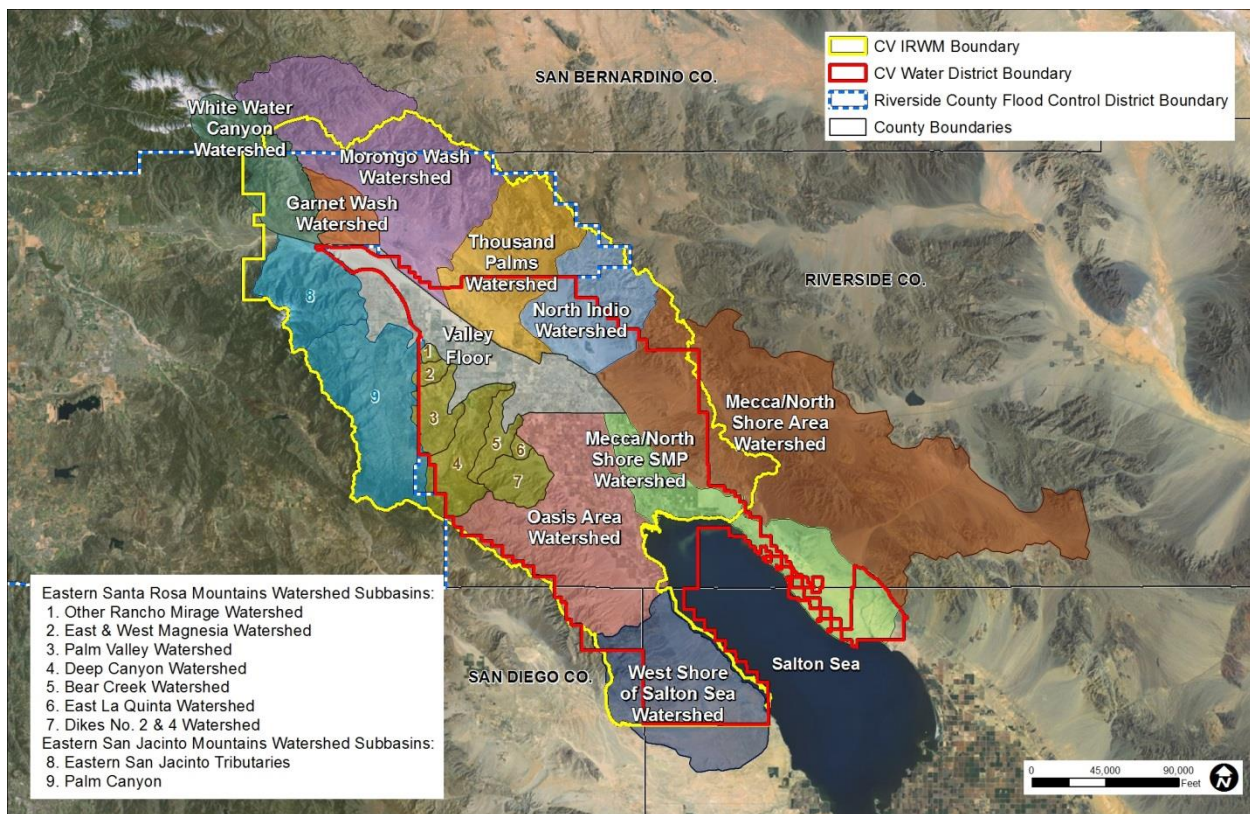 CV IRWM Boundary
CV Water District Boundary
Riverside County Flood Control District Boundary
County Boundaries
SAN BERNARDINO CO.
White Water
Canyon
Watershed
Morongo Wash
Watershed
Garnet Wash
Watershed
Thousand
Palms
Watershed
RIVERSIDE CO.
8
North Indio
Watershed
Valley
Floor
1
2
9
3
Mecca/North
Shore Area
Watershed
5
6
Mecca/North
Shore SMP
Watershed
4
7
Oasis Area
Watershed
Eastern Santa Rosa Mountains Watershed Subbasins:
1. Other Rancho Mirage Watershed
2. East & West Magnesia Watershed
3. Palm Valley Watershed
4. Deep Canyon Watershed
5. Bear Creek Watershed
6. East La Quinta Watershed
7. Dikes No. 2 & 4 Watershed
Eastern San Jacinto Mountains Watershed Subbasins:
8. Eastern San Jacinto Tributaries
9. Palm Canyon
SAN DIEGO CO.
West Shore
of Salton Sea
Watershed
Salton Sea
0 45,000 90,000
Feet
N